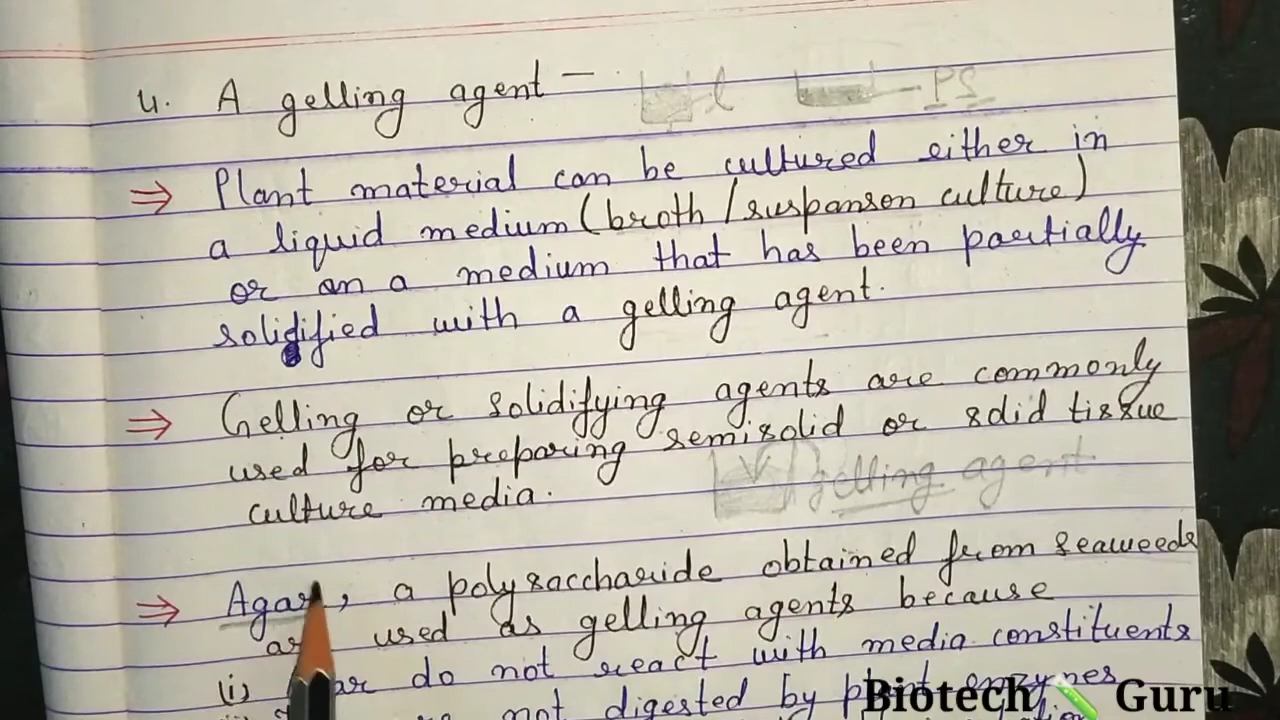 4. A gelling agent —
l
PS
⇒ Plant material can be cultured either in
a liquid medium (broth/suspanson culture)
or on a medium that has been partially
solidified with a gelling agent.
⇒ Gelling or solidifying agents are commonly
used for preparing semisolid or solid tissue
gelling agent
culture media.
⇒ Agar, a polysaccharide obtained from seaweeds
used as gelling agents because
(i) do not react with media constituents
not digested by plant enzymes
Biotech Guru